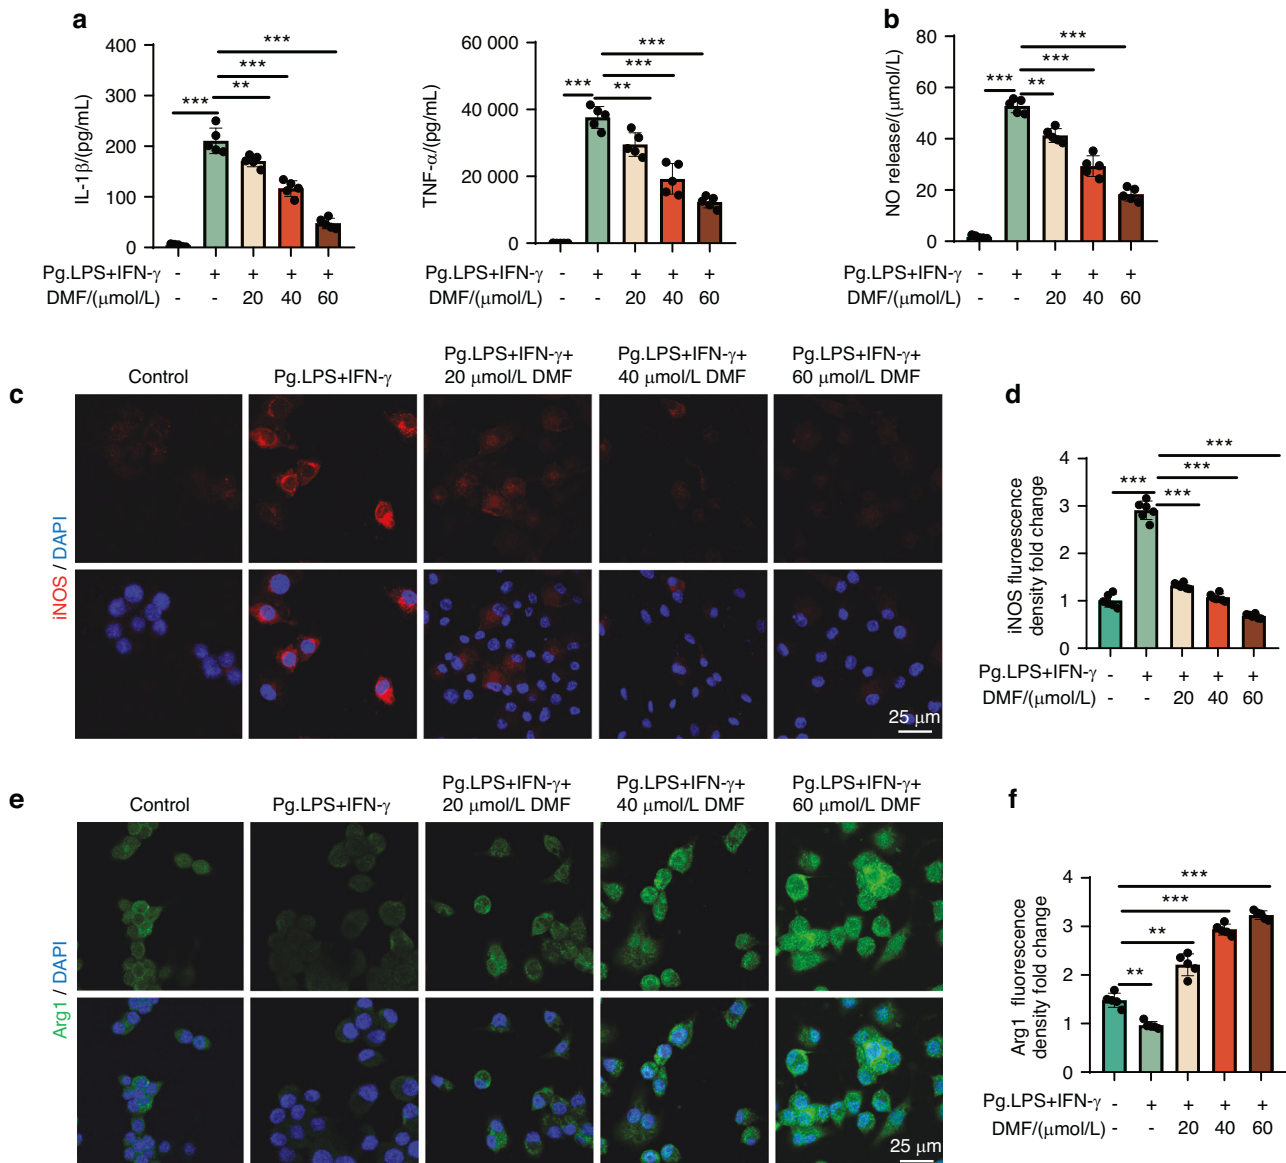 a
IL-1β/(pg/mL)
400
300
200
100
0
***
***
**
***
Pg.LPS+IFN-γ - + + + +
DMF/(μmol/L) - - 20 40 60
TNF-α/(pg/mL)
60 000
40 000
20 000
0
***
***
**
***
Pg.LPS+IFN-γ - + + + +
DMF/(μmol/L) - - 20 40 60
b
NO release/(μmol/L)
80
60
40
20
0
***
***
**
***
Pg.LPS+IFN-γ - + + + +
DMF/(μmol/L) - - 20 40 60
c
Control
Pg.LPS+IFN-γ
Pg.LPS+IFN-γ+
20 μmol/L DMF
Pg.LPS+IFN-γ+
40 μmol/L DMF
Pg.LPS+IFN-γ+
60 μmol/L DMF
iNOS / DAPI
25 μm
d
iNOS fluroescence
density fold change
4
3
2
1
0
***
***
***
***
Pg.LPS+IFN-γ - + + + +
DMF/(μmol/L) - - 20 40 60
e
Control
Pg.LPS+IFN-γ
Pg.LPS+IFN-γ+
20 μmol/L DMF
Pg.LPS+IFN-γ+
40 μmol/L DMF
Pg.LPS+IFN-γ+
60 μmol/L DMF
Arg1 / DAPI
25 μm
f
Arg1 fluorescence
density fold change
4
3
2
1
0
***
***
**
**
Pg.LPS+IFN-γ - + + + +
DMF/(μmol/L) - - 20 40 60